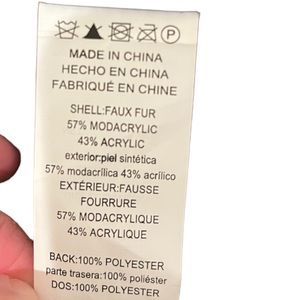 P
MADE IN CHINA
HECHO EN CHINA
FABRIQUÉ EN CHINE
SHELL:FAUX FUR
57% MODACRYLIC
43% ACRYLIC
exterior:piel sintética
57% modacrílica 43% acrílico
EXTÉRIEUR:FAUSSE
FOURRURE
57% MODACRYLIQUE
43% ACRYLIQUE
BACK:100% POLYESTER
parte trasera:100% poliéster
DOS:100% POLYESTER